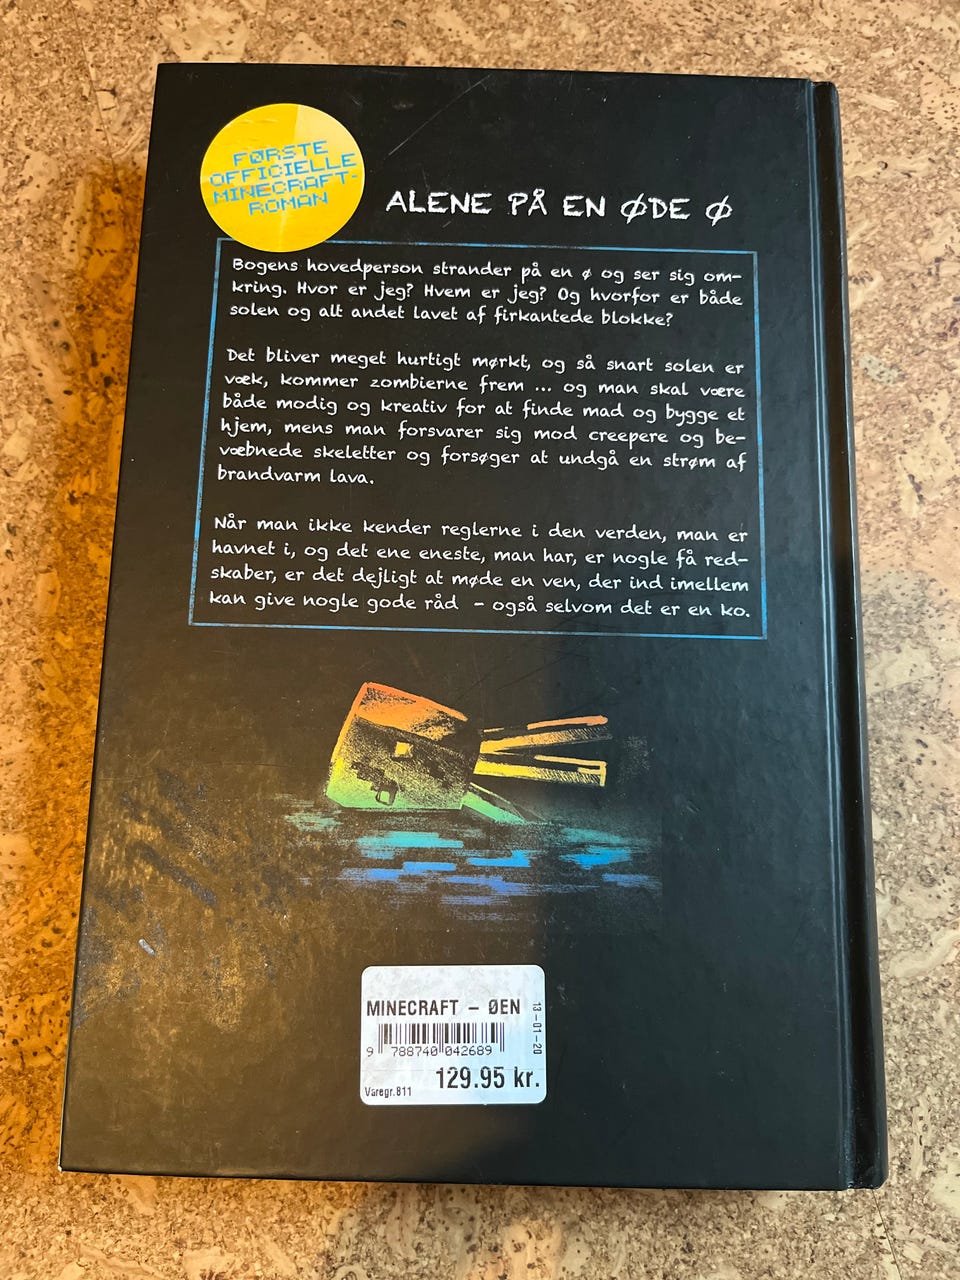 FØRSTE
OFFICIELLE
MINECRAFT-
ROMAN
ALENE PÅ EN ØDE Ø
Bogens hovedperson strander på en ø og ser sig om-
kring. Hvor er jeg? Hvem er jeg? Og hvorfor er både
solen og alt andet lavet af firkantede blokke?
Det bliver meget hurtigt mørkt, og så snart solen er
væk, kommer zombierne frem ... og man skal være
både modig og kreativ for at finde mad og bygge et
hjem, mens man forsvarer sig mod creepere og be-
væbnede skeletter og forsøger at undgå en strøm af
brandvarm lava.
Når man ikke kender reglerne i den verden, man er
havnet i, og det ene eneste, man har, er nogle få red-
skaber, er det dejligt at møde en ven, der ind imellem
kan give nogle gode råd - også selvom det er en ko.
MINECRAFT - ØEN
13-01-20
9 788740 042689
129.95 kr.
Varegr.811